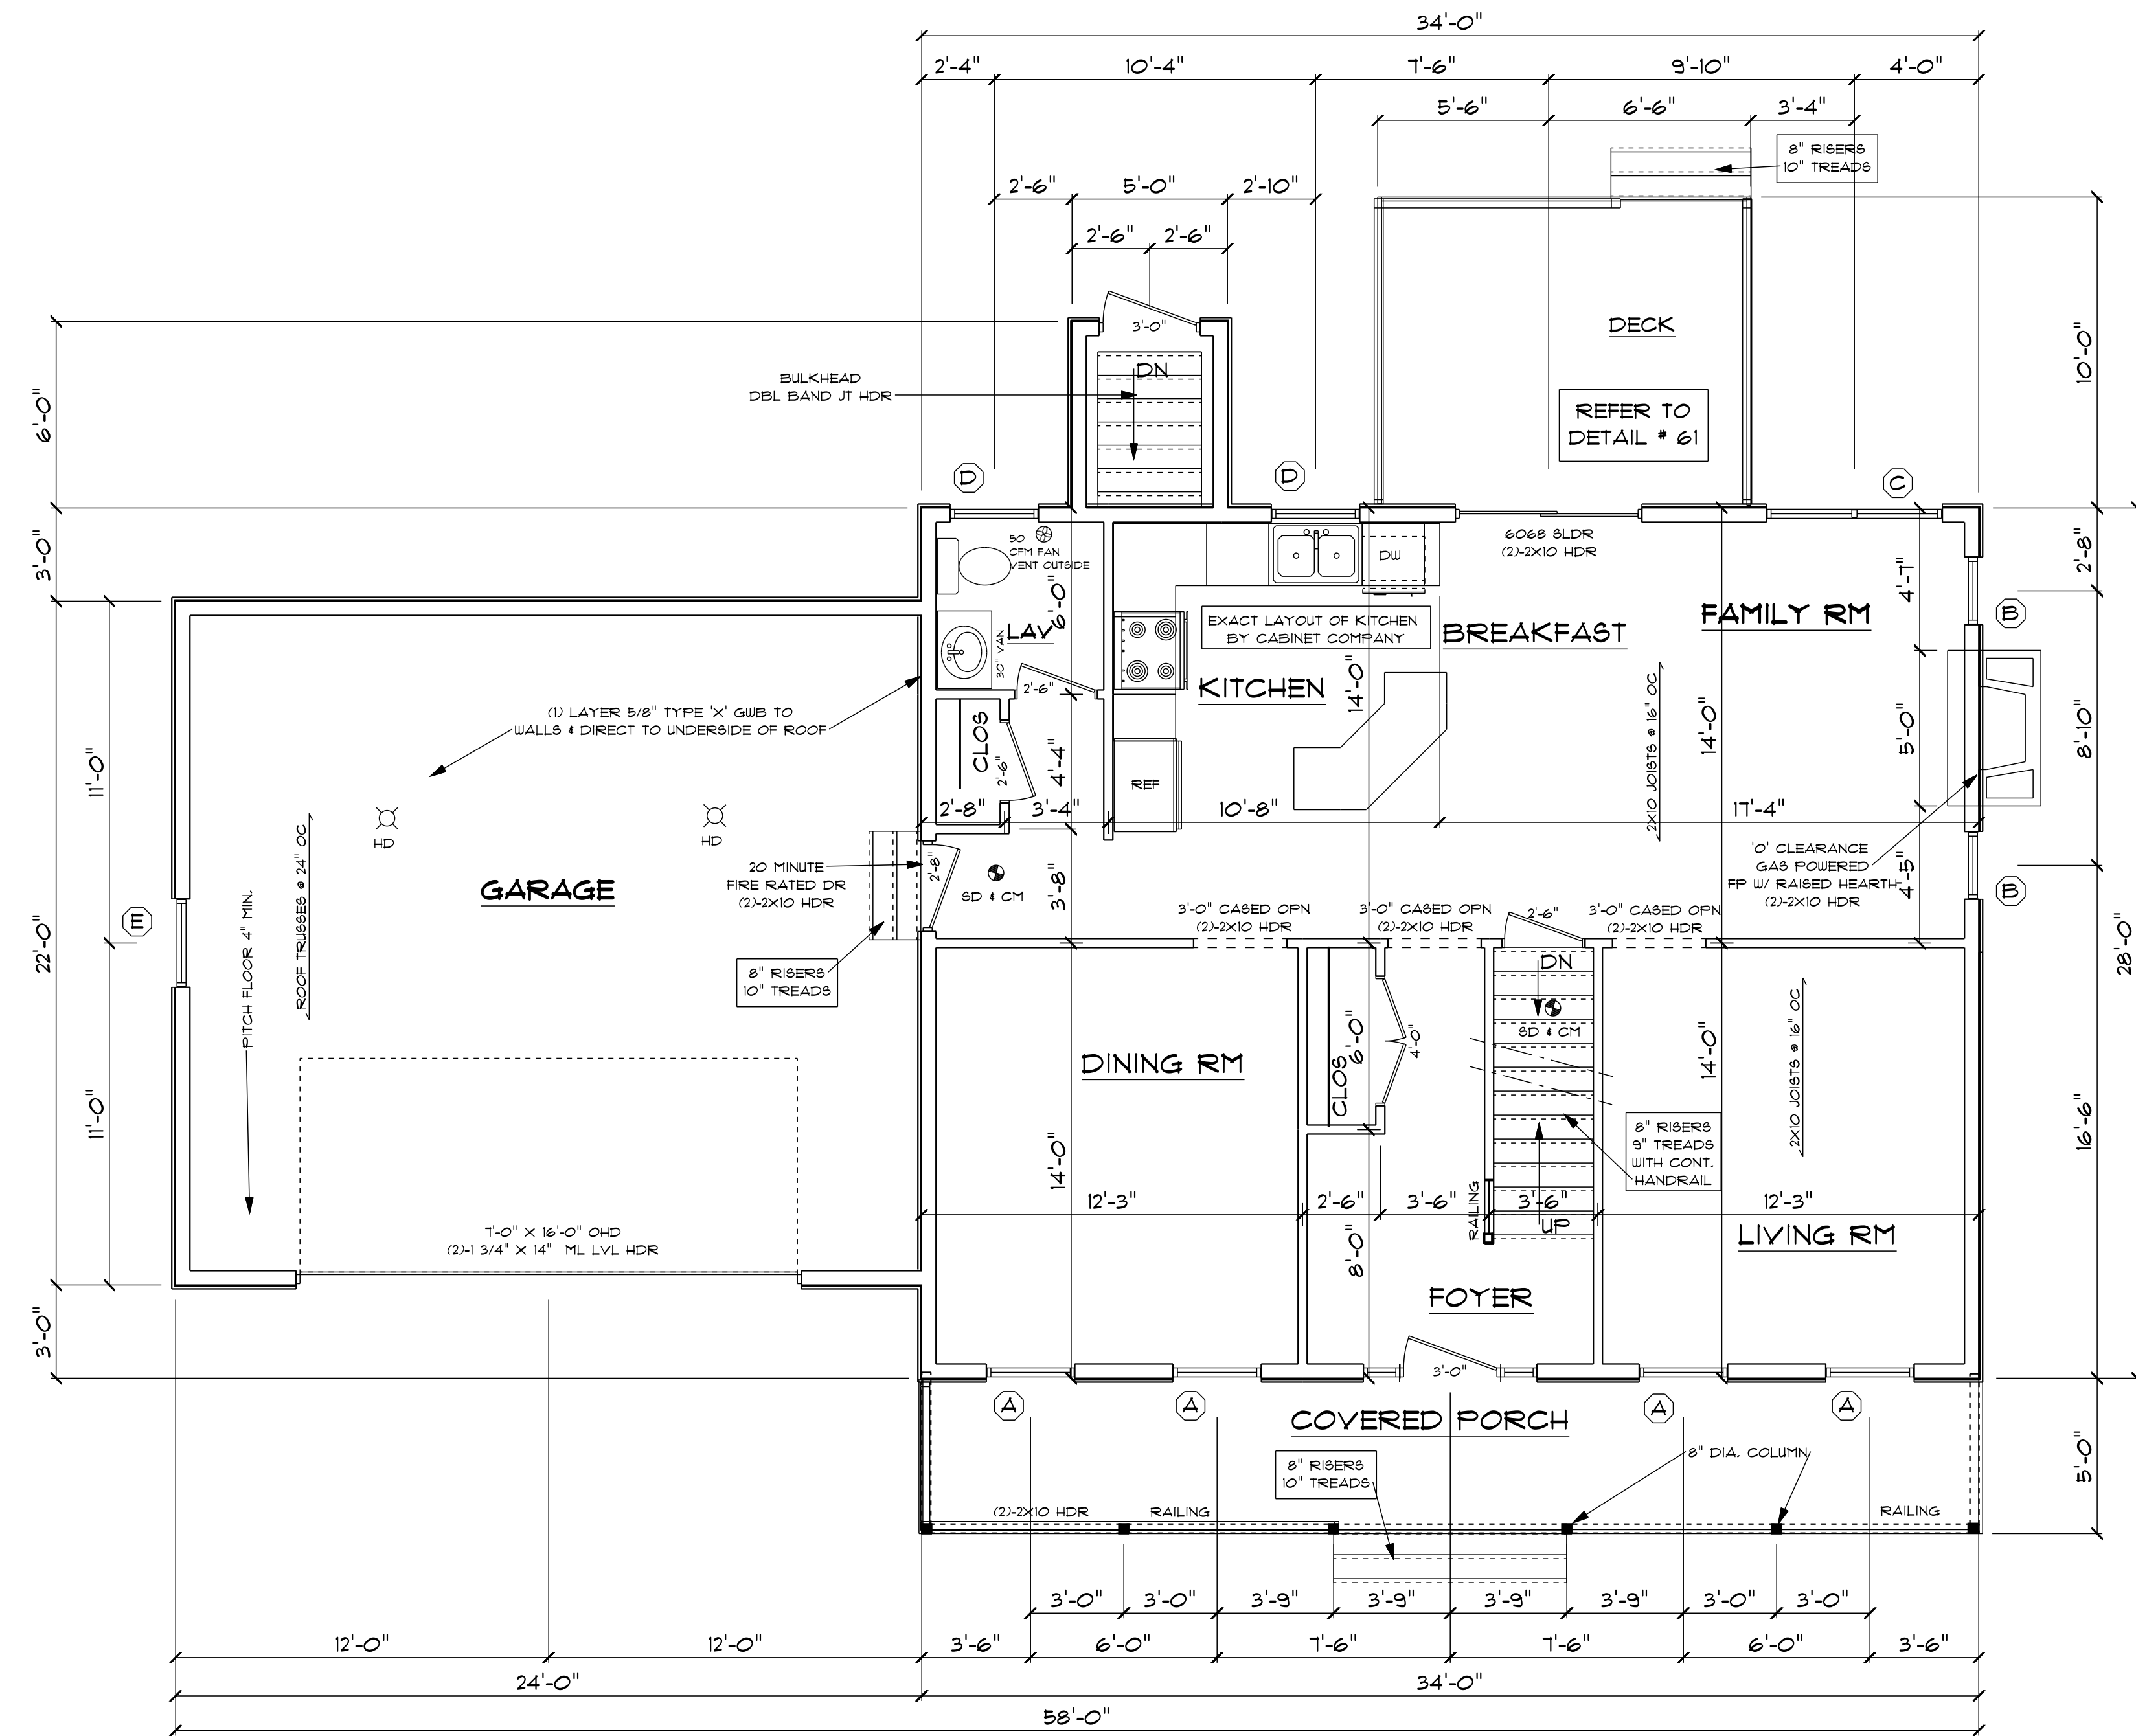 34'-0"
2'-4" 10'-4" 7'-6" 9'-10" 4'-0"
5'-6" 6'-6" 3'-4"
8" RISERS
10" TREADS
2'-6" 5'-0" 2'-10"
2'-6" 2'-6"
3'-0"
DN
BULKHEAD
DBL BAND JT HDR
DECK
REFER TO
DETAIL # 61
10'-0"
6'-0"
3'-0"
D
D
C
50
CFM FAN
VENT OUTSIDE
DW
6068 SLDR
(2)-2X10 HDR
2'-8"
4'-7"
6'-0"
LAV
30" VAN
2'-6"
EXACT LAYOUT OF KITCHEN
BY CABINET COMPANY
BREAKFAST
FAMILY RM
B
KITCHEN
14'-0"
2X10 JOISTS @ 16" OC
14'-0"
5'-0"
8'-10"
(1) LAYER 5/8" TYPE 'X' GWB TO
WALLS & DIRECT TO UNDERSIDE OF ROOF
CLOS
2'-6"
4'-4"
REF
11'-0"
2'-8" 3'-4" 10'-8" 17'-4"
HD
HD
ROOF TRUSSES @ 24" OC
20 MINUTE
FIRE RATED DR
(2)-2X10 HDR
2'-8"
SD & CM
3'-8"
'0' CLEARANCE
GAS POWERED
FP W/ RAISED HEARTH
(2)-2X10 HDR
4'-5"
B
GARAGE
E
PITCH FLOOR 4" MIN.
22'-0"
3'-0" CASED OPN
(2)-2X10 HDR
3'-0" CASED OPN
(2)-2X10 HDR
2'-6"
3'-0" CASED OPN
(2)-2X10 HDR
28'-0"
8" RISERS
10" TREADS
DN
SD & CM
DINING RM
CLOS
6'-0"
4'-0"
14'-0"
2X10 JOISTS @ 16" OC
11'-0"
14'-0"
8" RISERS
9" TREADS
WITH CONT.
HANDRAIL
16'-6"
12'-3" 2'-6" 3'-6" 3'-6" 12'-3"
RAILING
UP
LIVING RM
7'-0" X 16'-0" OHD
(2)-1 3/4" X 14" ML LVL HDR
8'-0"
FOYER
3'-0"
3'-0"
A
A
A
A
COVERED PORCH
8" RISERS
10" TREADS
8" DIA. COLUMN
5'-0"
(2)-2X10 HDR
RAILING
RAILING
3'-0" 3'-0" 3'-9" 3'-9" 3'-9" 3'-9" 3'-0" 3'-0"
12'-0" 12'-0" 3'-6" 6'-0" 7'-6" 7'-6" 6'-0" 3'-6"
24'-0" 34'-0"
58'-0"